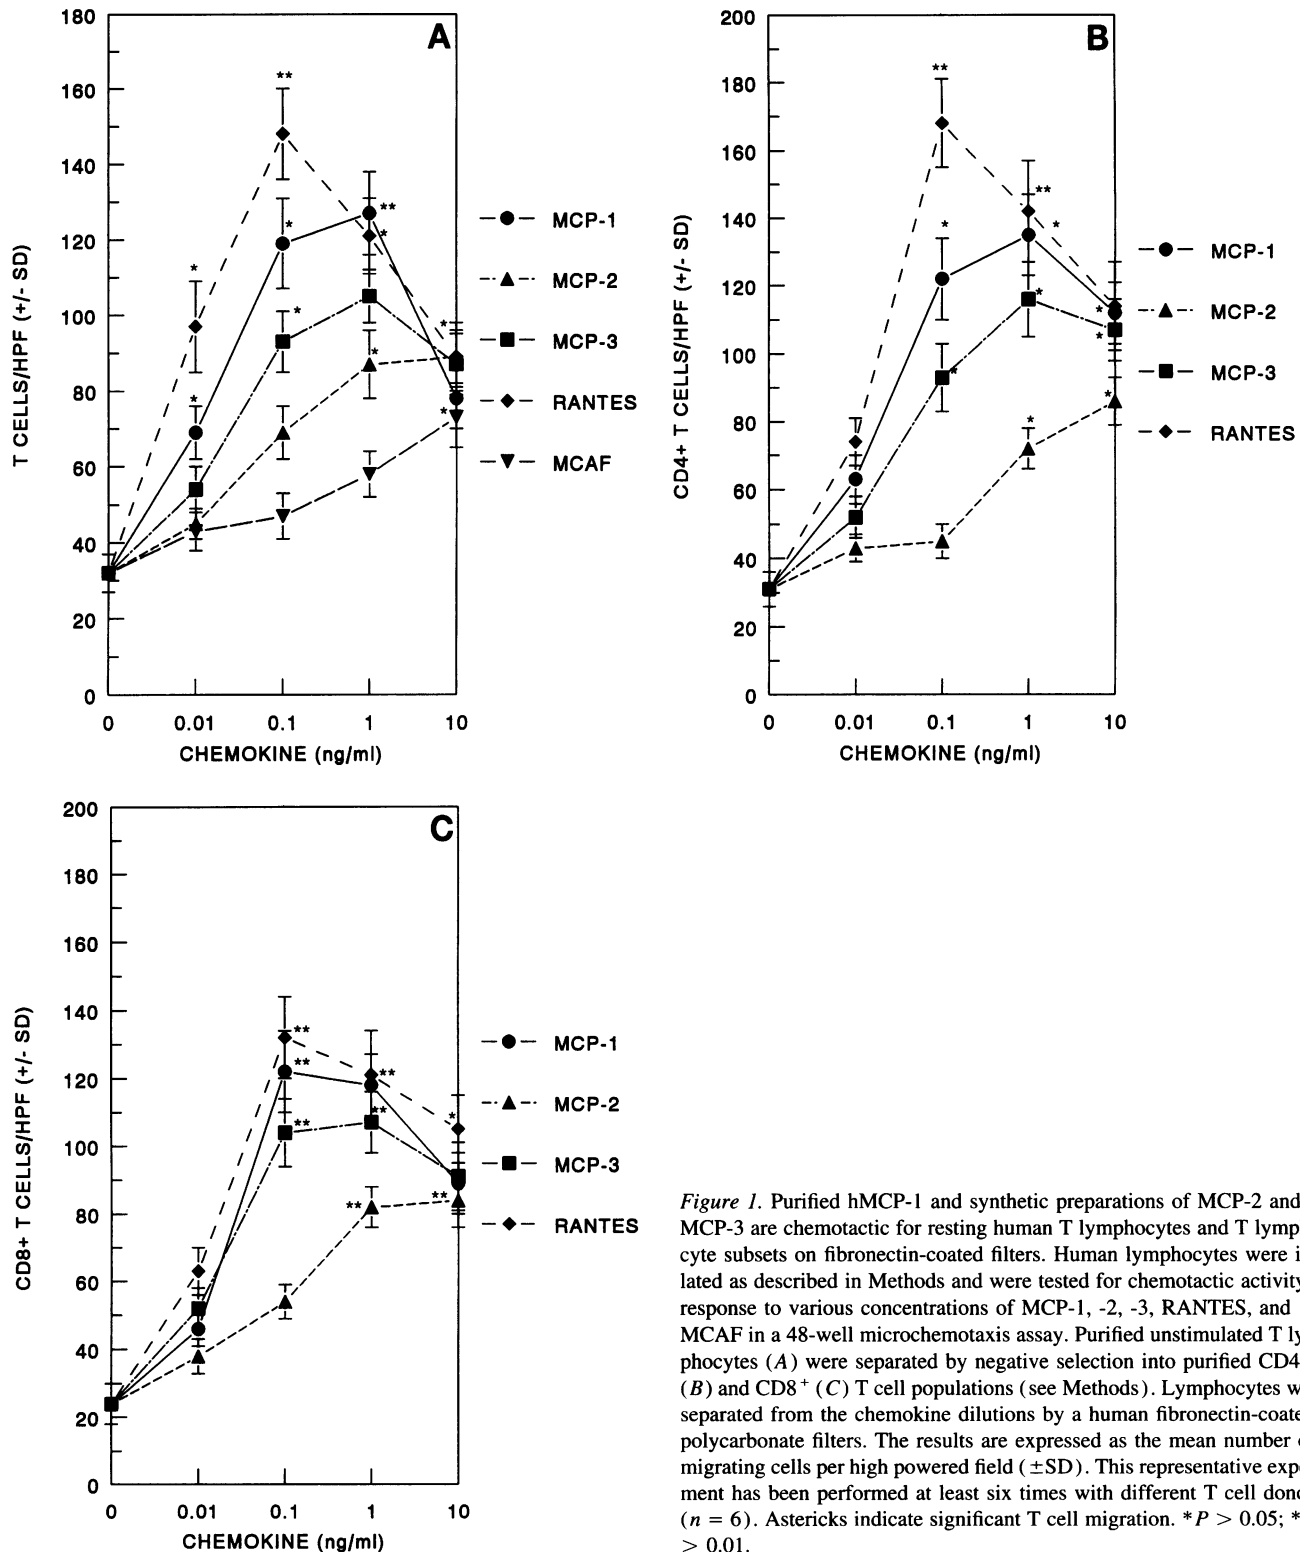 A
180
160
140
120
100
80
60
40
20
0
T CELLS/HPF (+/- SD)
0 0.01 0.1 1 10
CHEMOKINE (ng/ml)
** * * * * ** * * * *
MCP-1
MCP-2
MCP-3
RANTES
MCAF
B
200
180
160
140
120
100
80
60
40
20
0
CD4+ T CELLS/HPF (+/- SD)
0 0.01 0.1 1 10
CHEMOKINE (ng/ml)
** * * ** * * * * * *
MCP-1
MCP-2
MCP-3
RANTES
C
200
180
160
140
120
100
80
60
40
20
0
CD8+ T CELLS/HPF (+/- SD)
0 0.01 0.1 1 10
CHEMOKINE (ng/ml)
** ** ** ** ** ** * **
MCP-1
MCP-2
MCP-3
RANTES
Figure 1. Purified hMCP-1 and synthetic preparations of MCP-2 and
MCP-3 are chemotactic for resting human T lymphocytes and T lymp
cyte subsets on fibronectin-coated filters. Human lymphocytes were i
lated as described in Methods and were tested for chemotactic activity
response to various concentrations of MCP-1, -2, -3, RANTES, and
MCAF in a 48-well microchemotaxis assay. Purified unstimulated T ly
phocytes (A) were separated by negative selection into purified CD4
(B) and CD8+ (C) T cell populations (see Methods). Lymphocytes w
separated from the chemokine dilutions by a human fibronectin-coate
polycarbonate filters. The results are expressed as the mean number
migrating cells per high powered field (±SD). This representative expe
ment has been performed at least six times with different T cell dono
(n = 6). Astericks indicate significant T cell migration. *P > 0.05; *
> 0.01.